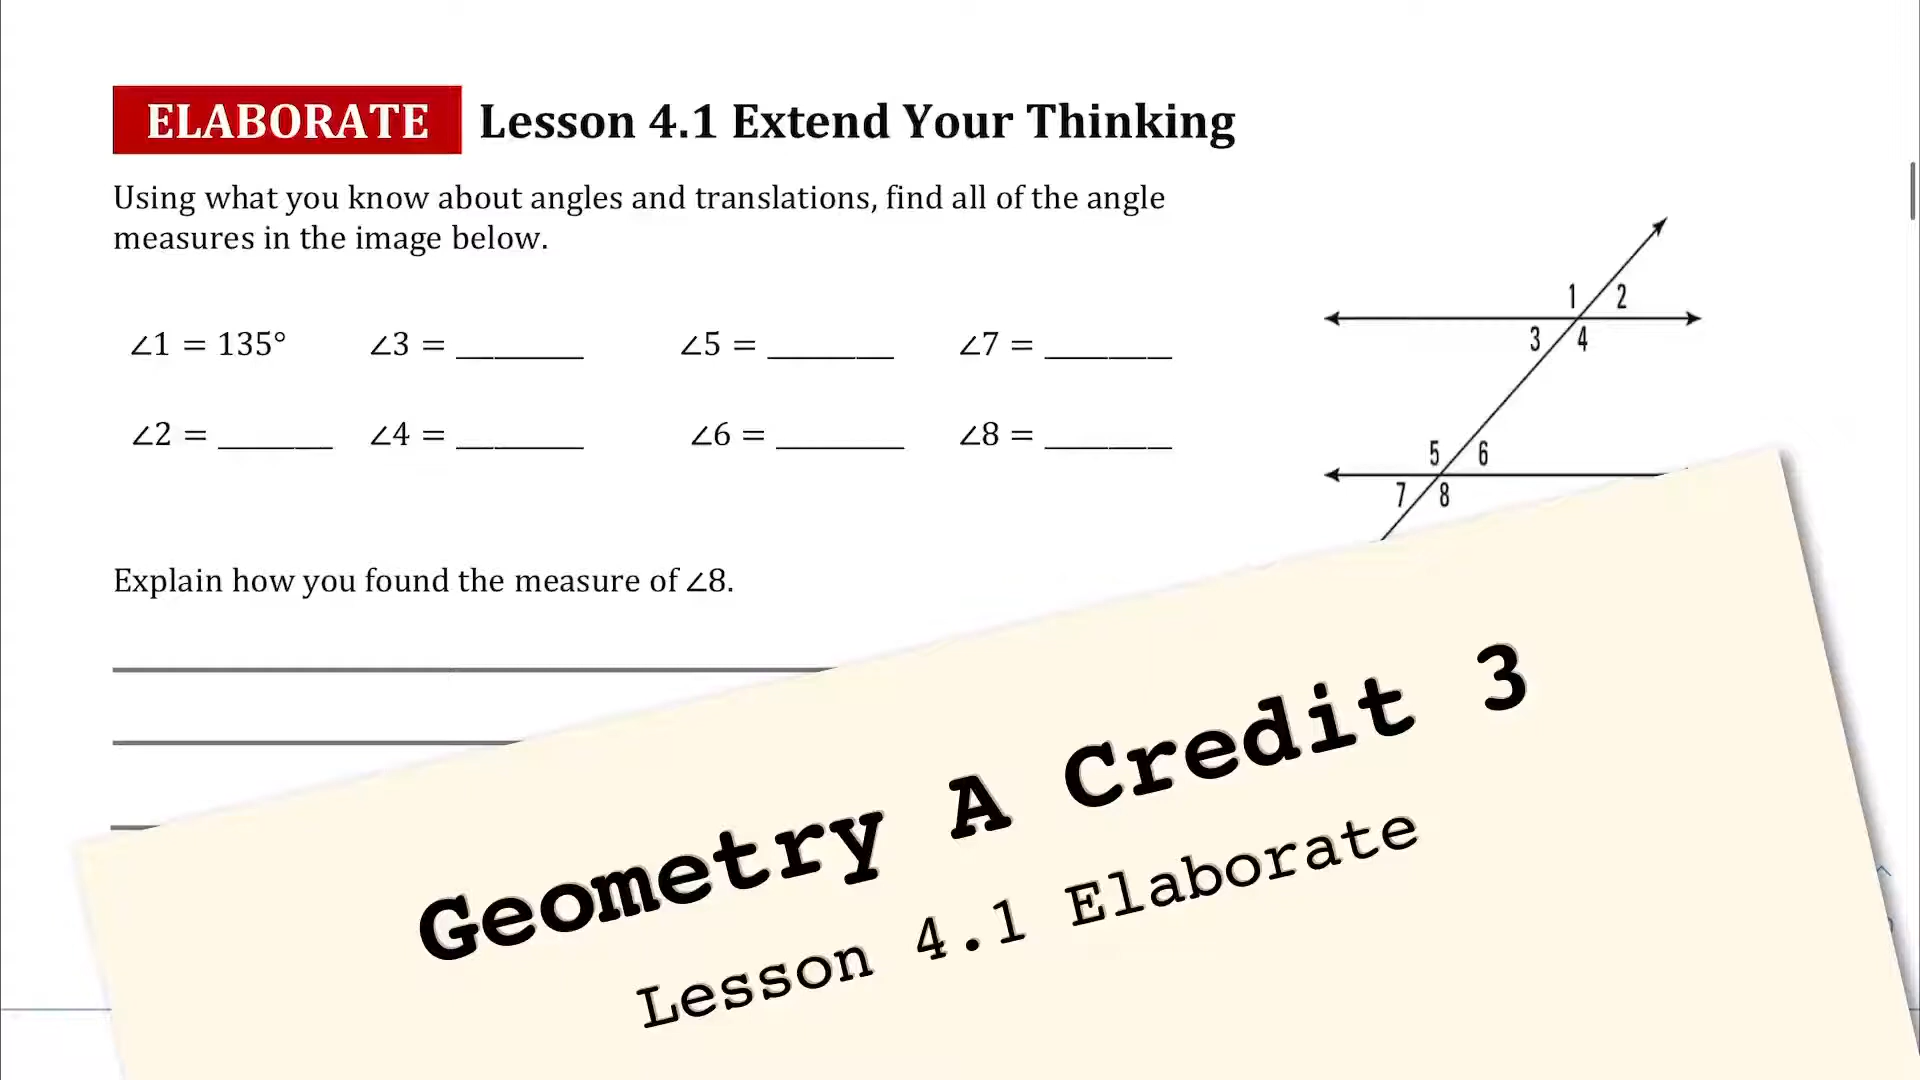 ELABORATE Lesson 4.1 Extend Your Thinking
Using what you know about angles and translations, find all of the angle
measures in the image below.
∠1 = 135° ∠3 = ________ ∠5 = ________ ∠7 = ________
∠2 = ________ ∠4 = ________ ∠6 = ________ ∠8 = ________
1 2
3 4
5 6
7 8
Explain how you found the measure of ∠8.
Geometry A Credit 3
Lesson 4.1 Elaborate